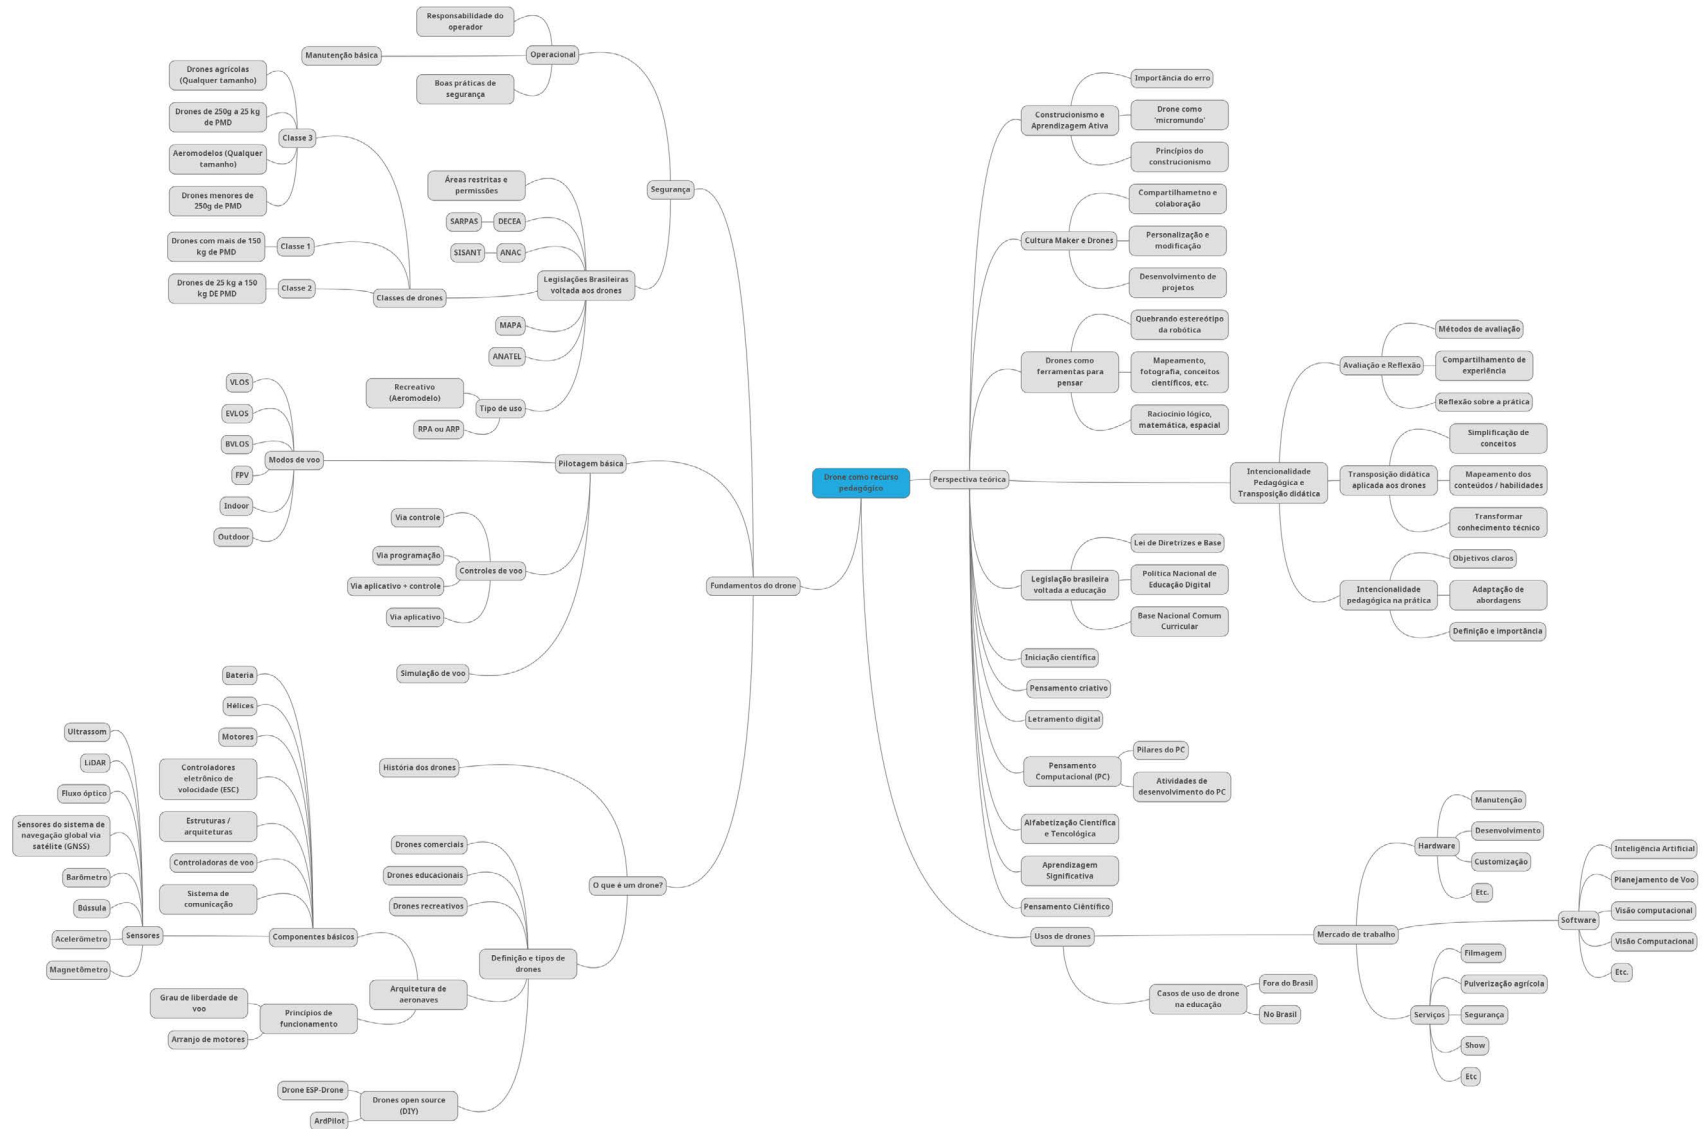 Drone como recurso
pedagógico
Perspectiva teórica
Construcionismo e
Aprendizagem Ativa
Importância do erro
Drone como
'micromundo'
Princípios do
construcionismo
Cultura Maker e Drones
Compartilhametno e
colaboração
Personalização e
modificação
Desenvolvimento de
projetos
Drones como
ferramentas para
pensar
Quebrando estereótipo
da robótica
Mapeamento,
fotografia, conceitos
científicos, etc.
Raciocínio lógico,
matemática, espacial
Intencionalidade
Pedagógica e
Transposição didática
Avaliação e Reflexão
Métodos de avaliação
Compartilhamento de
experiência
Reflexão sobre a prática
Transposição didática
aplicada aos drones
Simplificação de
conceitos
Mapeamento dos
conteúdos / habilidades
Transformar
conhecimento técnico
Intencionalidade
pedagógica na prática
Objetivos claros
Adaptação de
abordagens
Definição e importância
Legislação brasileira
voltada a educação
Lei de Diretrizes e Base
Política Nacional de
Educação Digital
Base Nacional Comum
Curricular
Iniciação científica
Pensamento criativo
Letramento digital
Pensamento
Computacional (PC)
Pilares do PC
Atividades de
desenvolvimento do PC
Alfabetização Científica
e Tencológica
Aprendizagem
Significativa
Pensamento Ciêntífico
Usos de drones
Mercado de trabalho
Hardware
Manutenção
Desenvolvimento
Customização
Etc.
Software
Inteligência Artificial
Planejamento de Voo
Visão computacional
Visão Computacional
Etc.
Serviços
Filmagem
Pulverização agrícola
Segurança
Show
Etc
Casos de uso de drone
na educação
Fora do Brasil
No Brasil
Fundamentos do drone
Segurança
Operacional
Responsabilidade do
operador
Manutenção básica
Boas práticas de
segurança
Legislações Brasileiras
voltada aos drones
Áreas restritas e
permissões
DECEA
SARPAS
ANAC
SISANT
Classes de drones
Classe 3
Drones agrícolas
(Qualquer tamanho)
Drones de 250g a 25 kg
de PMD
Aeromodelos (Qualquer
tamanho)
Drones menores de
250g de PMD
Classe 1
Drones com mais de 150
kg de PMD
Classe 2
Drones de 25 kg a 150
kg DE PMD
MAPA
ANATEL
Tipo de uso
Recreativo
(Aeromodelo)
RPA ou ARP
Pilotagem básica
Modos de voo
VLOS
EVLOS
BVLOS
FPV
Indoor
Outdoor
Controles de voo
Via controle
Via programação
Via aplicativo + controle
Via aplicativo
Simulação de voo
O que é um drone?
História dos drones
Definição e tipos de
drones
Drones comerciais
Drones educacionais
Drones recreativos
Arquitetura de
aeronaves
Componentes básicos
Bateria
Hélices
Motores
Controladores
eletrônico de
volocidade (ESC)
Estruturas /
arquiteturas
Controladoras de voo
Sistema de
comunicação
Sensores
Ultrassom
LiDAR
Fluxo óptico
Sensores do sistema de
navegação global via
satélite (GNSS)
Barômetro
Bússula
Acelerômetro
Magnetômetro
Princípios de
funcionamento
Grau de liberdade de
voo
Arranjo de motores
Drones open source
(DIY)
Drone ESP-Drone
ArdPilot